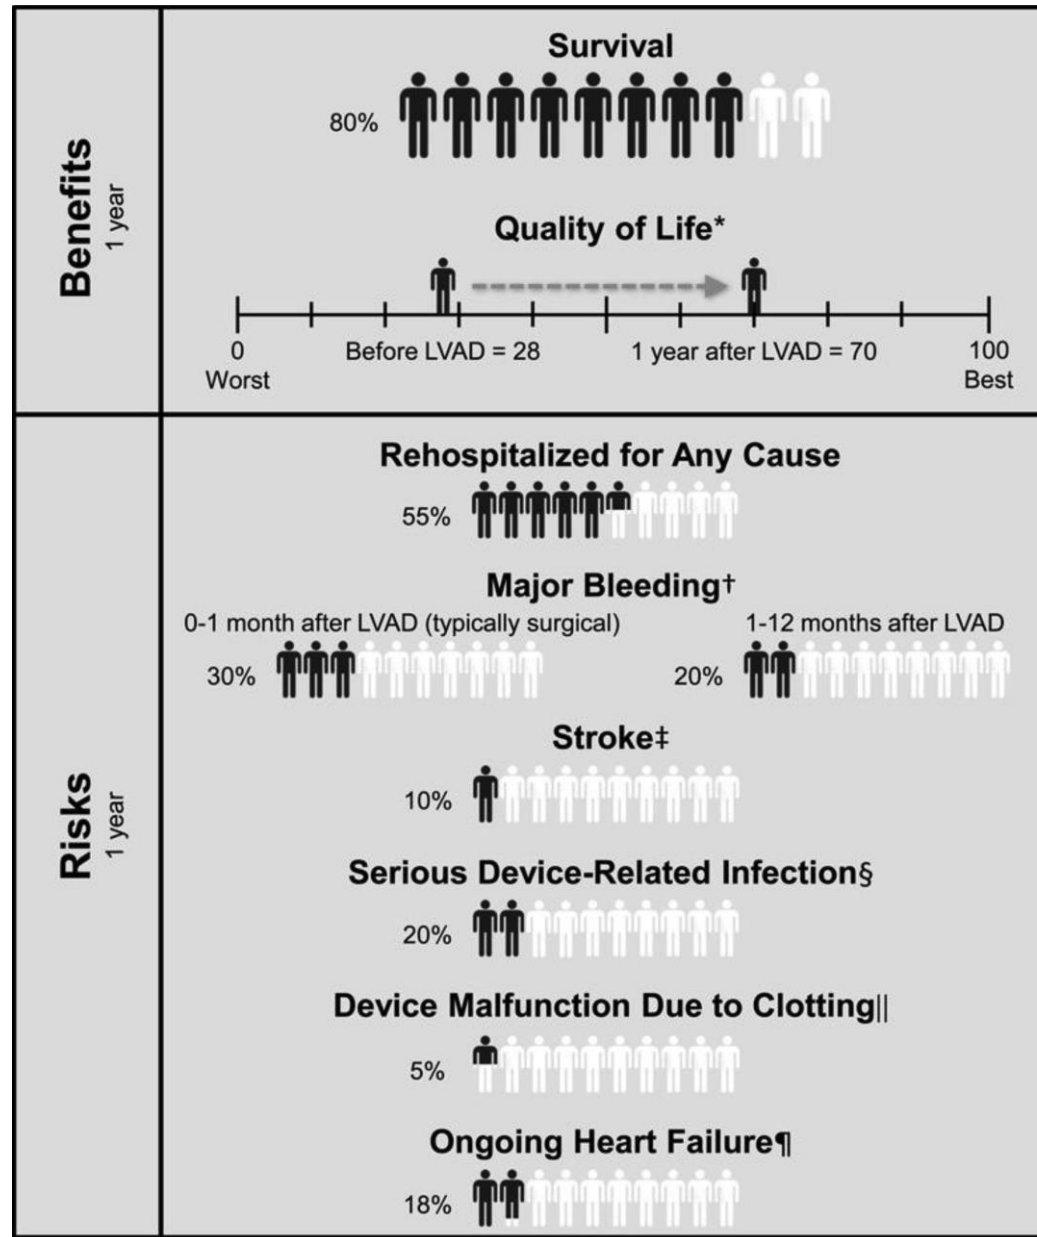 Benefits
1 year
Survival
80%
Quality of Life*
0
Before LVAD = 28
1 year after LVAD = 70
100
Worst
Best
Risks
1 year
Rehospitalized for Any Cause
55%
Major Bleeding†
0-1 month after LVAD (typically surgical)
1-12 months after LVAD
30%
20%
Stroke‡
10%
Serious Device-Related Infection§
20%
Device Malfunction Due to Clotting||
5%
Ongoing Heart Failure¶
18%